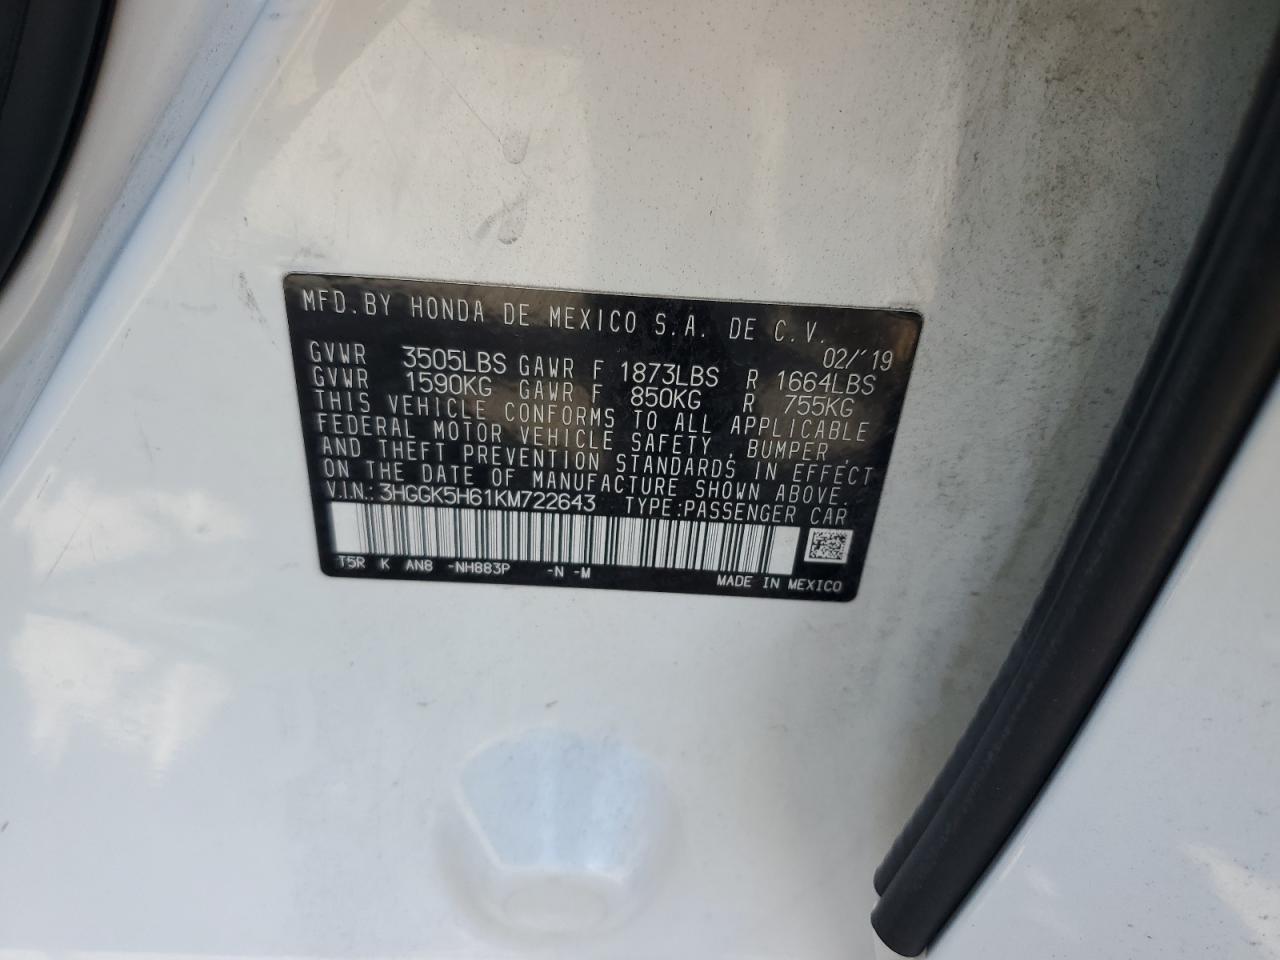 MFD.BY HONDA DE MEXICO S.A. DE C.V.
02/'19
GVWR 3505LBS GAWR F 1873LBS R 1664LBS
GVWR 1590KG GAWR F 850KG R 755KG
THIS VEHICLE CONFORMS TO ALL APPLICABLE
FEDERAL MOTOR VEHICLE SAFETY, BUMPER,
AND THEFT PREVENTION STANDARDS IN EFFECT
ON THE DATE OF MANUFACTURE SHOWN ABOVE.
V.I.N.: 3HGGK5H61KM722643 TYPE:PASSENGER CAR
T5R K AN8 -NH883P -N -M
MADE IN MEXICO